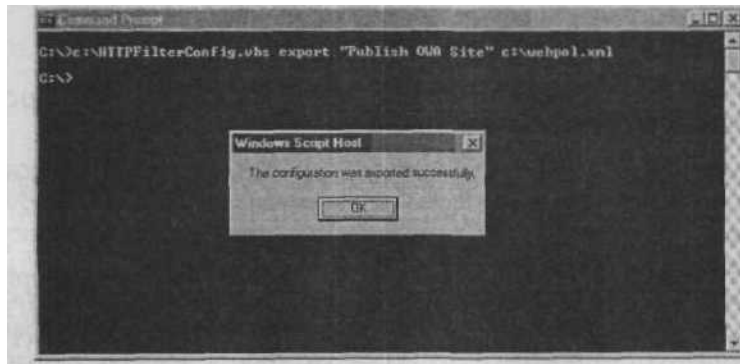 Command Prompt
C:\>c:\HTTPFilterConfig.vbs export "Publish OWA Site" c:\webpol.xml
C:\>
Windows Script Host
The configuration was exported successfully.
OK